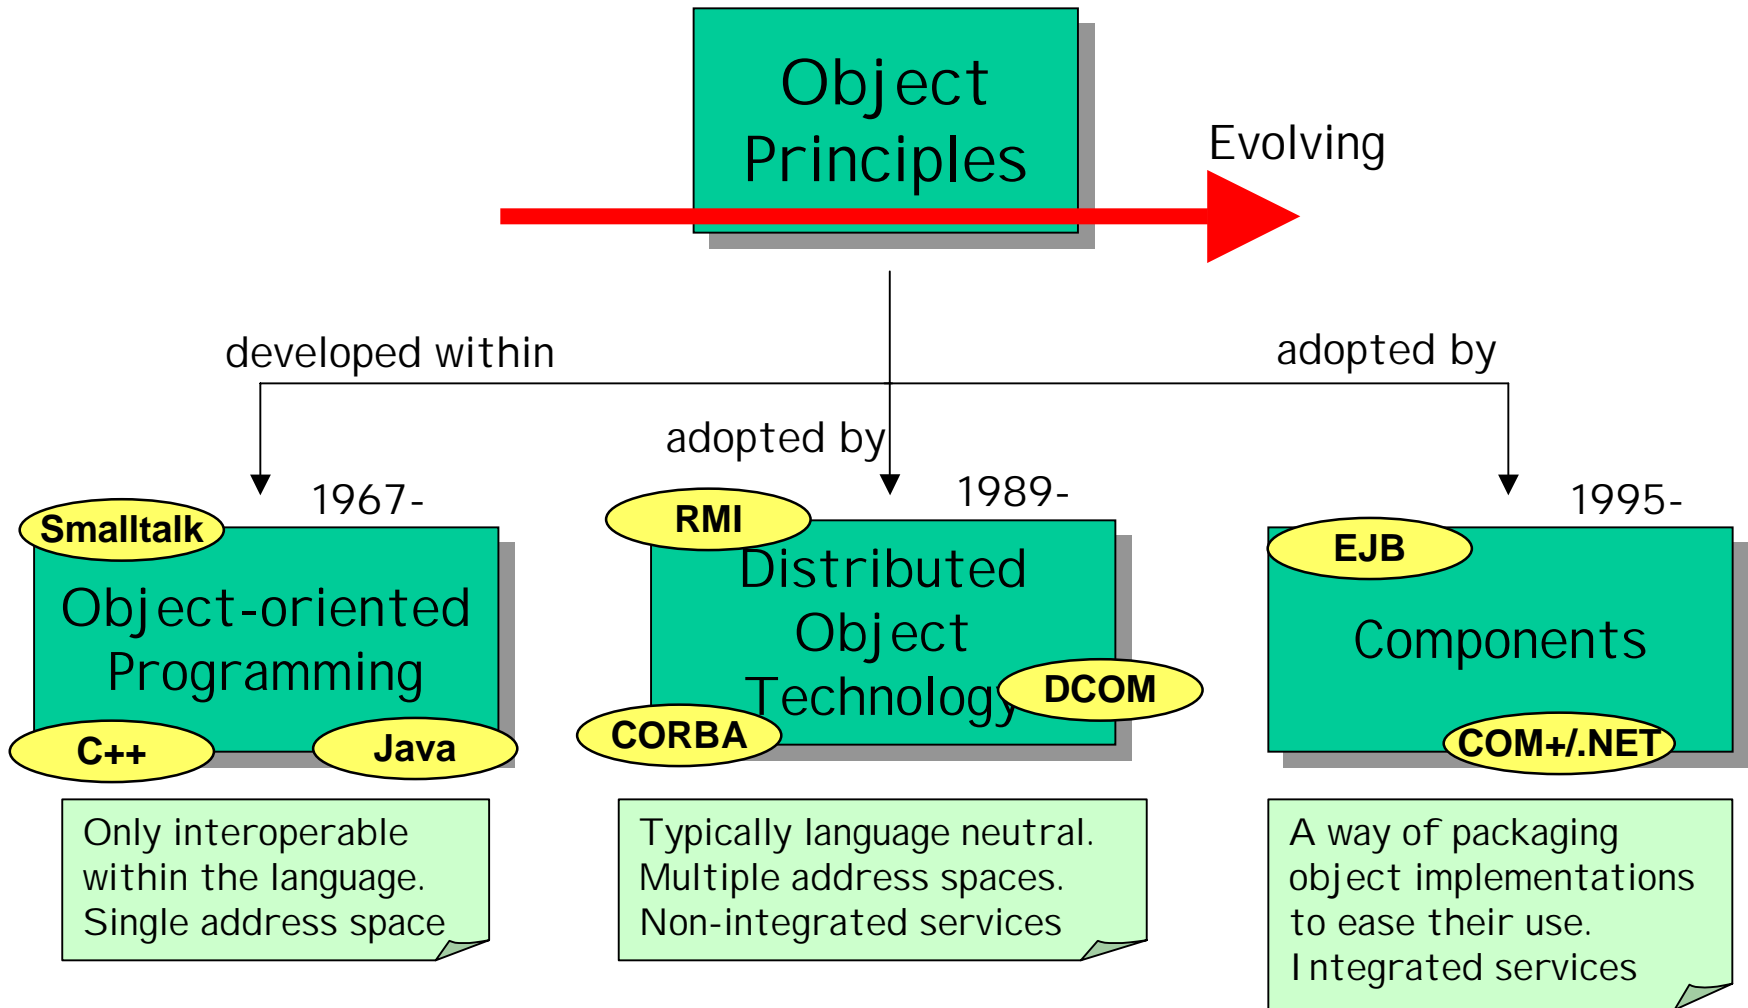 Object
Principles
Evolving
developed within
adopted by
adopted by
1967-
Smalltalk
Object-oriented
Programming
C++
Java
Only interoperable
within the language.
Single address space
1989-
RMI
Distributed
Object
Technology
DCOM
CORBA
Typically language neutral.
Multiple address spaces.
Non-integrated services
1995-
EJB
Components
COM+/.NET
A way of packaging
object implementations
to ease their use.
Integrated services